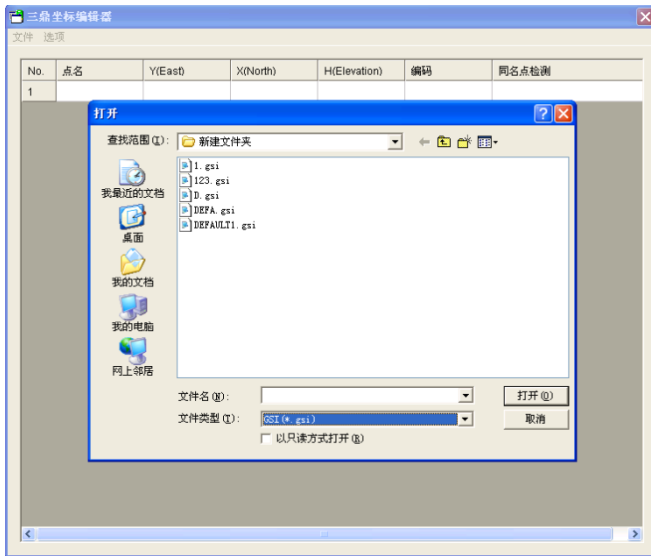 三鼎坐标编辑器
文件 选项
No. 点名 Y(East) X(North) H(Elevation) 编码 同名点检测
1
打开
查找范围(I): 新建文件夹
1.gsi
123.gsi
D.gsi
DEFA.gsi
DEFAULT1.gsi
我最近的文档
桌面
我的文档
我的电脑
网上邻居
文件名(N): 打开(O)
文件类型(T): GSI(*.gsi) 取消
以只读方式打开(R)